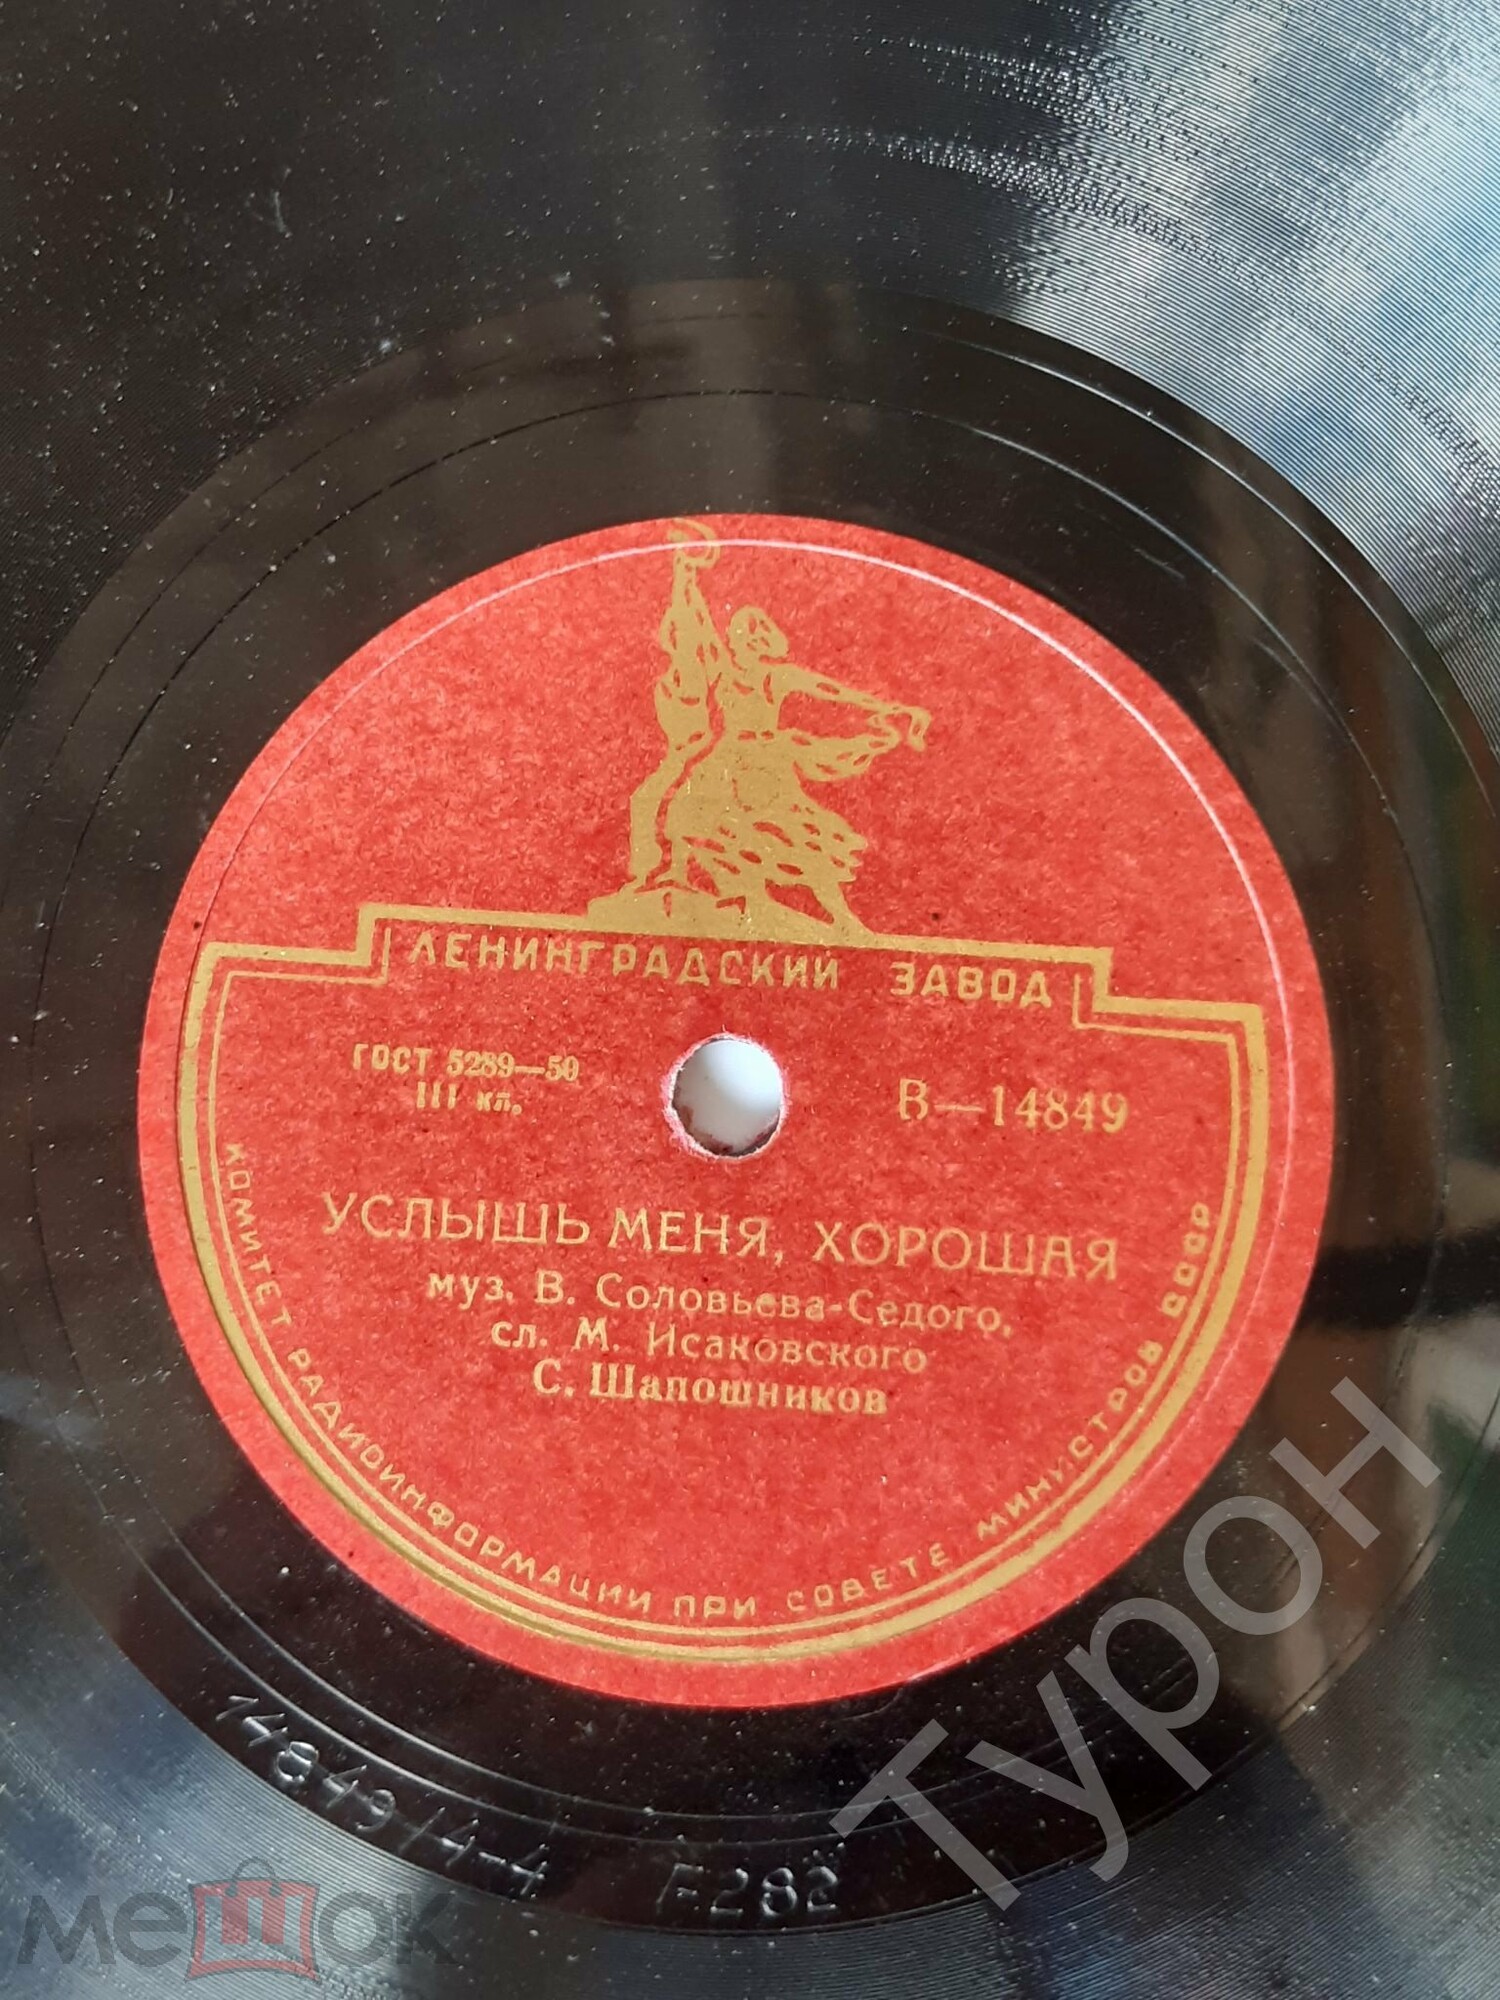 ЛЕНИНГРАДСКИЙ ЗАВОД
ГОСТ 5289—50
III кл.
В—14849
УСЛЫШЬ МЕНЯ, ХОРОШАЯ
муз. В. Соловьева-Седого,
сл. М. Исаковского
С. Шапошников
КОМИТЕТ РАДИОИНФОРМАЦИИ ПРИ СОВЕТЕ МИНИСТРОВ СССР
14849/4-4 F282
Турон
мешок